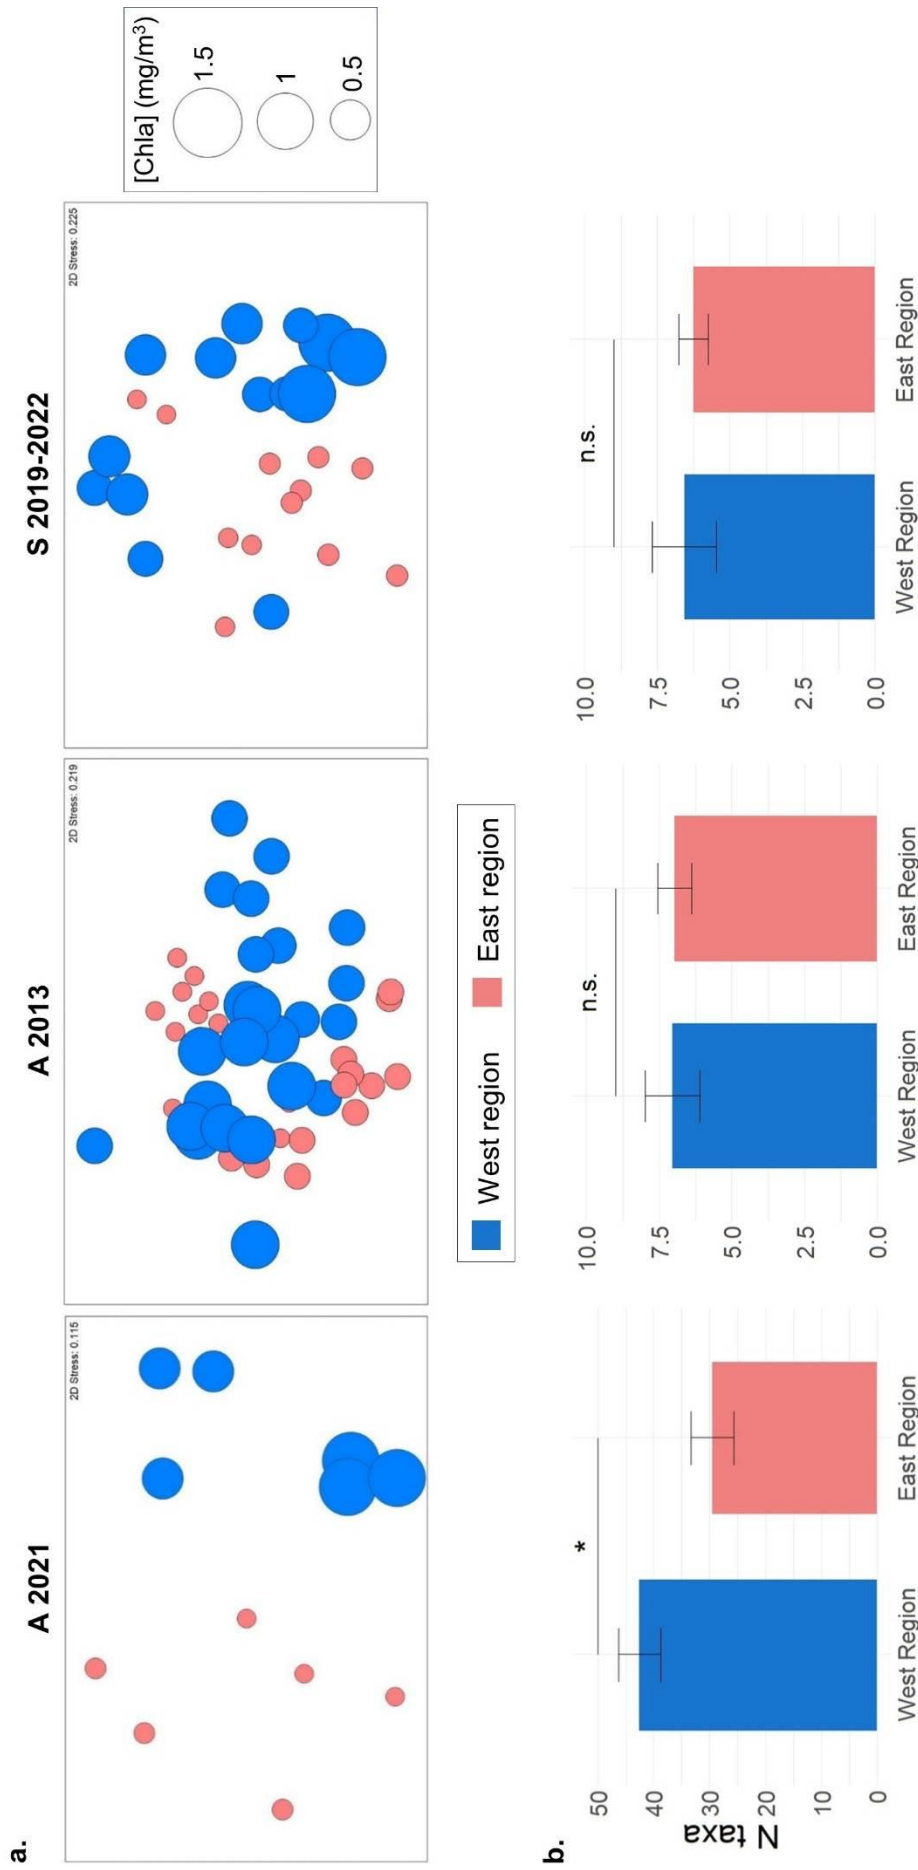 a.
A 2021
A 2013
S 2019-2022
2D Stress: 0.115
2D Stress: 0.219
2D Stress: 0.225
[Chla] (mg/m³)
1.5
1
0.5
West region
East region
b.
N taxa
50
40
30
20
10
0
*
West Region
East Region
10.0
7.5
5.0
2.5
0.0
n.s.
West Region
East Region
10.0
7.5
5.0
2.5
0.0
n.s.
West Region
East Region